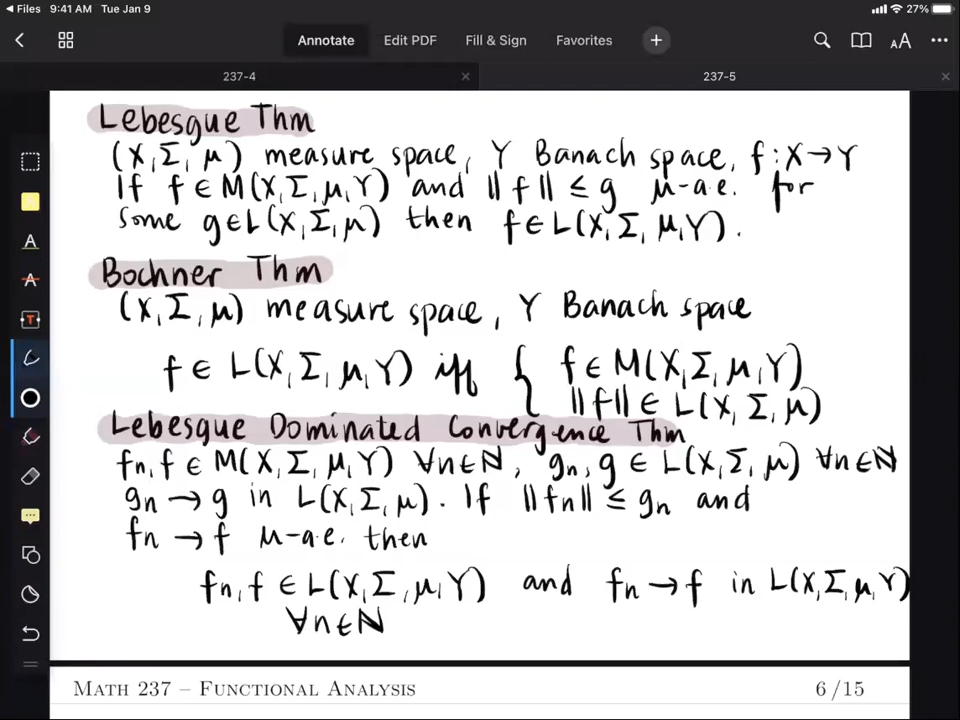 Files 9:41 AM Tue Jan 9 27%
Annotate Edit PDF Fill & Sign Favorites
237-4 237-5
Lebesgue Thm
(X, Σ, μ) measure space, Y Banach space, f : X → Y
If f ∈ M(X, Σ, μ, Y) and ‖f‖ ≤ g μ-a.e. for
some g ∈ L(X, Σ, μ) then f ∈ L(X, Σ, μ, Y).
Bochner Thm
(X, Σ, μ) measure space, Y Banach space
f ∈ L(X, Σ, μ, Y) iff { f ∈ M(X, Σ, μ, Y)
‖f‖ ∈ L(X, Σ, μ)
Lebesgue Dominated Convergence Thm
fn, f ∈ M(X, Σ, μ, Y) ∀n∈ℕ, gn, g ∈ L(X, Σ, μ) ∀n∈ℕ
gn → g in L(X, Σ, μ). If ‖fn‖ ≤ gn and
fn → f μ-a.e. then
fn, f ∈ L(X, Σ, μ, Y) and fn → f in L(X, Σ, μ, Y)
∀n∈ℕ
MATH 237 – FUNCTIONAL ANALYSIS 6/15